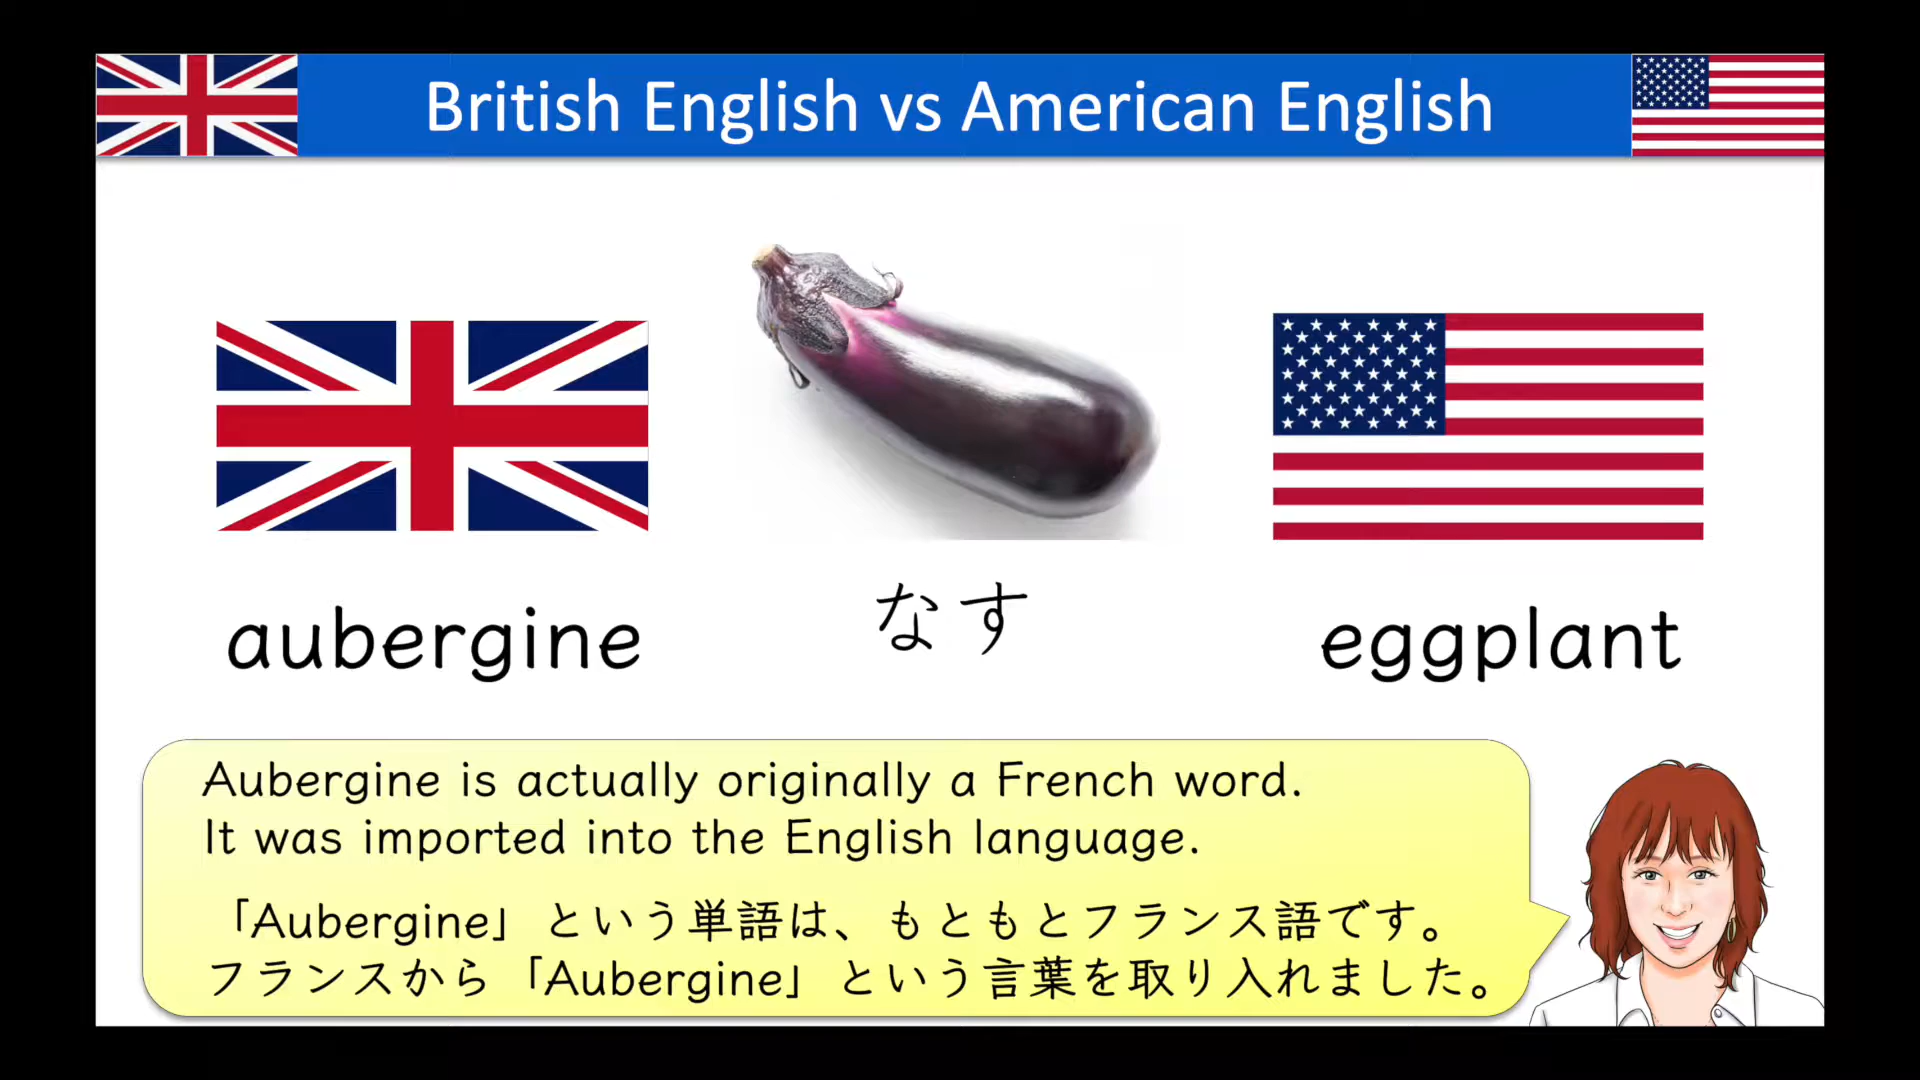 British English vs American English
aubergine
なす
eggplant
Aubergine is actually originally a French word.
It was imported into the English language.
「Aubergine」という単語は、もともとフランス語です。
フランスから「Aubergine」という言葉を取り入れました。